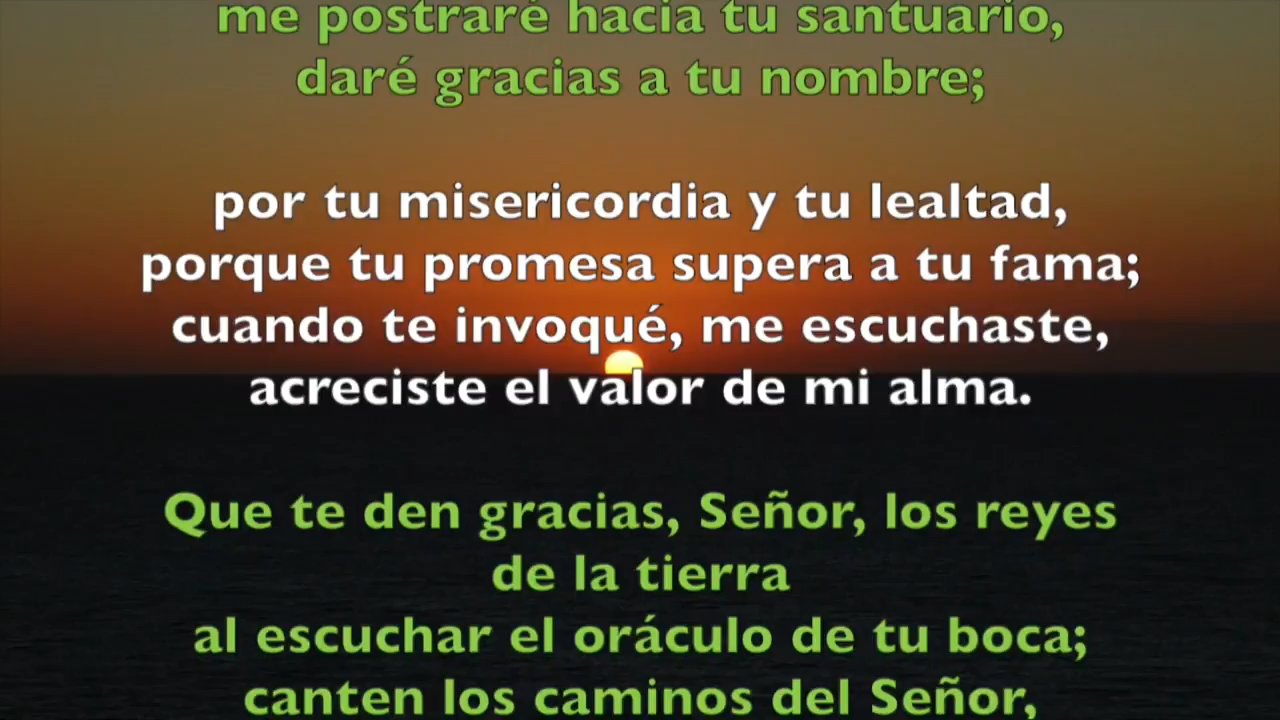 me postraré hacia tu santuario,
daré gracias a tu nombre;
por tu misericordia y tu lealtad,
porque tu promesa supera a tu fama;
cuando te invoqué, me escuchaste,
acreciste el valor de mi alma.
Que te den gracias, Señor, los reyes
de la tierra
al escuchar el oráculo de tu boca;
canten los caminos del Señor,